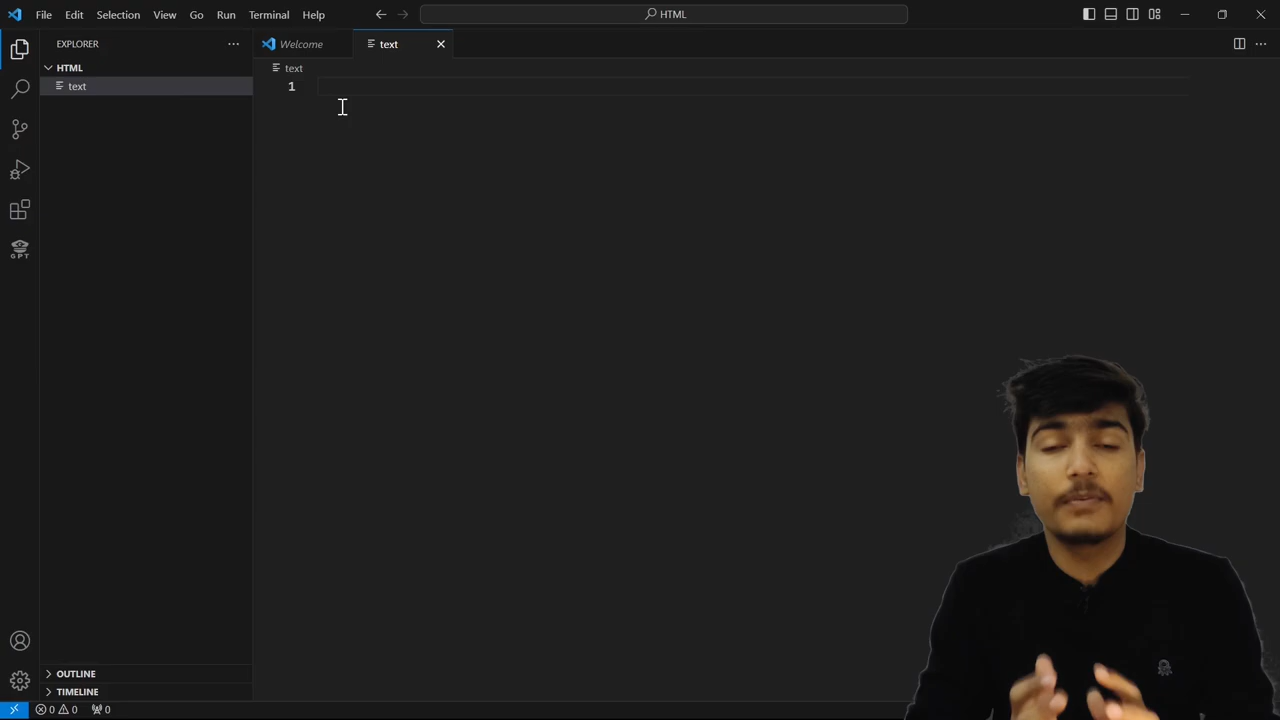 File Edit Selection View Go Run Terminal Help
HTML
EXPLORER
Welcome
text
HTML
text
text
1
GPT
OUTLINE
TIMELINE
0 0 0